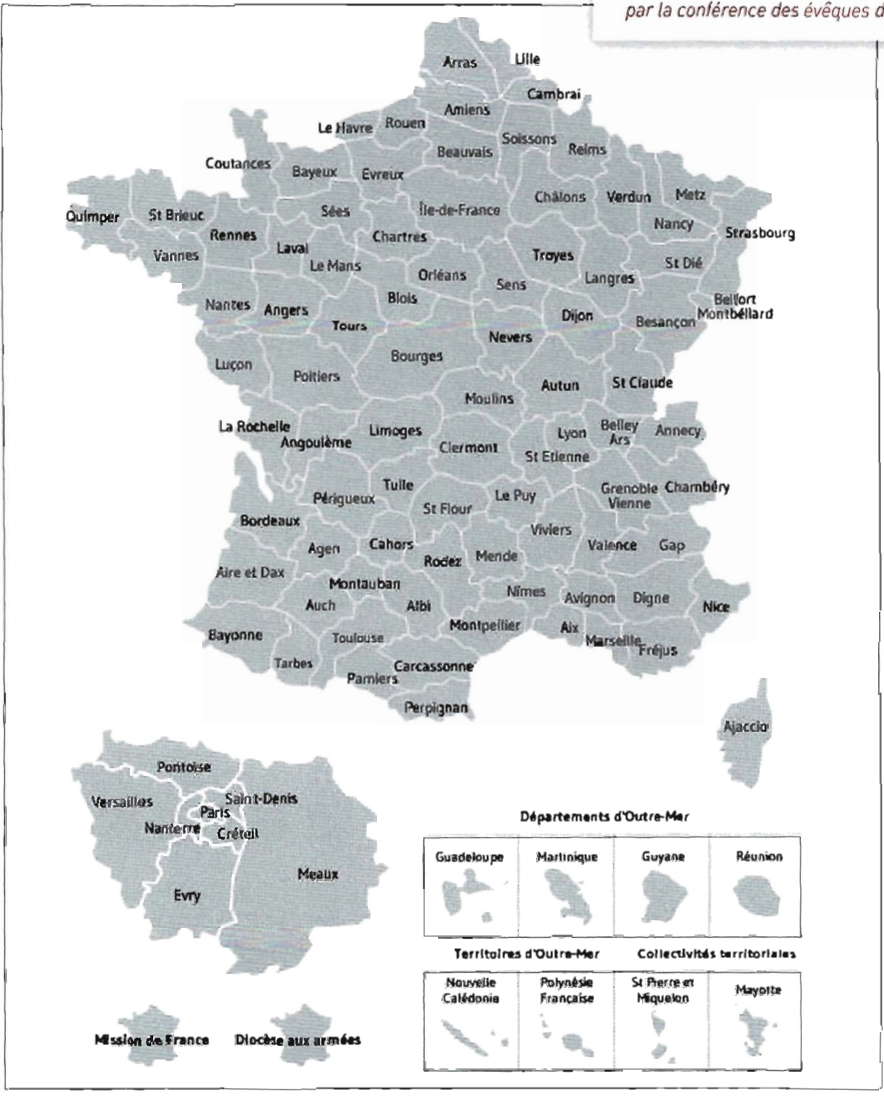 par la conférence des évêques d
Arras
Lille
Cambrai
Amiens
Le Havre
Rouen
Soissons
Beauvais
Reims
Coutances
Bayeux
Evreux
Châlons
Verdun
Metz
Quimper
St Brieuc
Sées
Île-de-France
Nancy
Rennes
Chartres
Strasbourg
Vannes
Laval
Le Mans
Troyes
St Dié
Orléans
Sens
Langres
Nantes
Angers
Blois
Belfort
Montbéliard
Tours
Dijon
Besançon
Nevers
Luçon
Poitiers
Bourges
Autun
St Claude
Moulins
La Rochelle
Angoulême
Limoges
Clermont
Lyon
Belley
Ars
Annecy
St Etienne
Périgueux
Tulle
St Flour
Le Puy
Grenoble
Vienne
Chambéry
Bordeaux
Viviers
Agen
Cahors
Rodez
Mende
Valence
Gap
Aire et Dax
Montauban
Nîmes
Avignon
Digne
Nice
Auch
Albi
Bayonne
Toulouse
Montpellier
Aix
Marseille
Fréjus
Tarbes
Pamiers
Carcassonne
Perpignan
Ajaccio
Pontoise
Versailles
Saint-Denis
Paris
Nanterre
Créteil
Evry
Meaux
Mission de France
Diocèse aux armées
Départements d'Outre-Mer
Guadeloupe
Martinique
Guyane
Réunion
Territoires d'Outre-Mer
Collectivités territoriales
Nouvelle
Calédonie
Polynésie
Française
St Pierre et
Miquelon
Mayotte